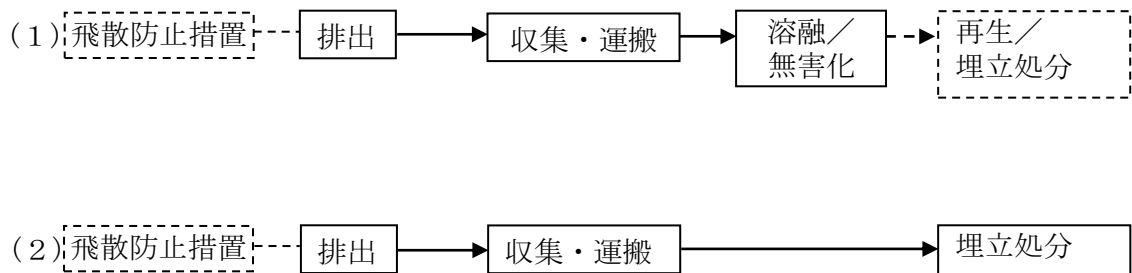 (1)飛散防止措置
排出
収集・運搬
溶融／
無害化
再生／
埋立処分
(2)飛散防止措置
排出
収集・運搬
埋立処分